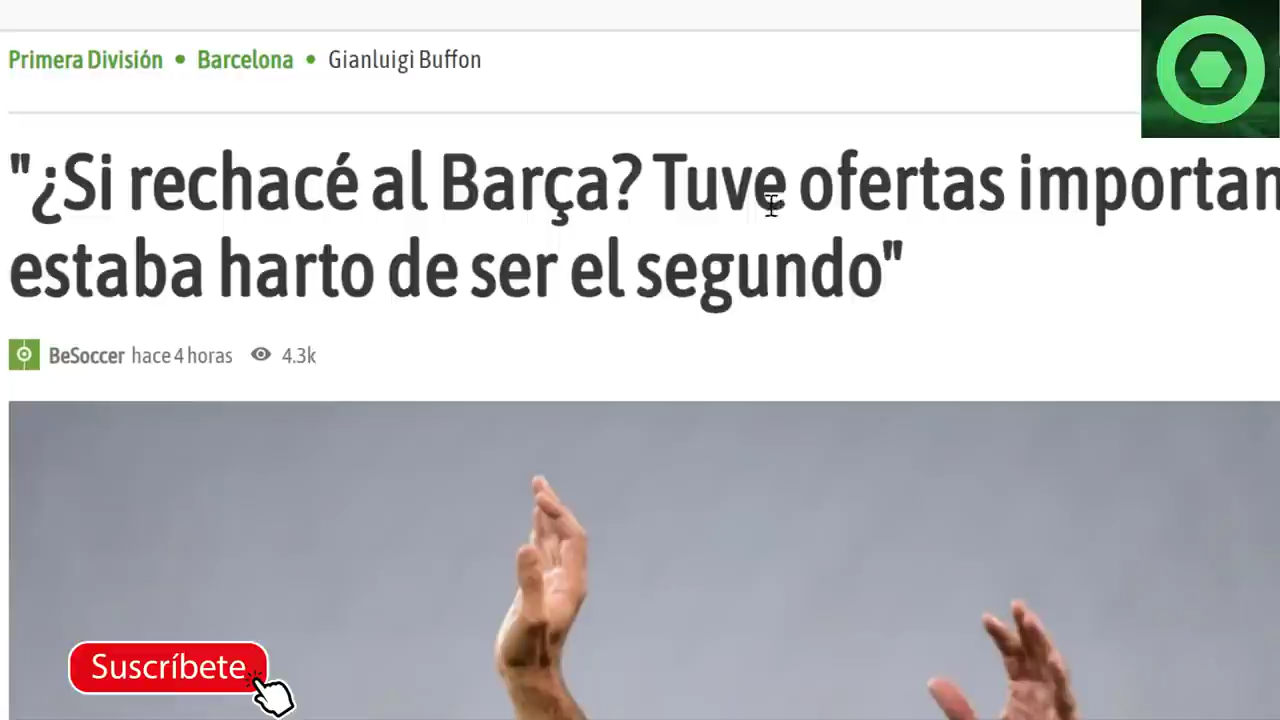 Primera División • Barcelona • Gianluigi Buffon
"¿Si rechacé al Barça? Tuve ofertas importan
estaba harto de ser el segundo"
BeSoccer hace 4 horas 4.3k
Suscríbete